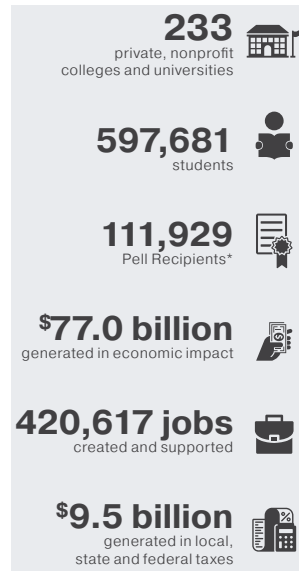 233
private, nonprofit
colleges and universities
597,681
students
111,929
Pell Recipients*
$77.0 billion
generated in economic impact
420,617 jobs
created and supported
$9.5 billion
generated in local,
state and federal taxes